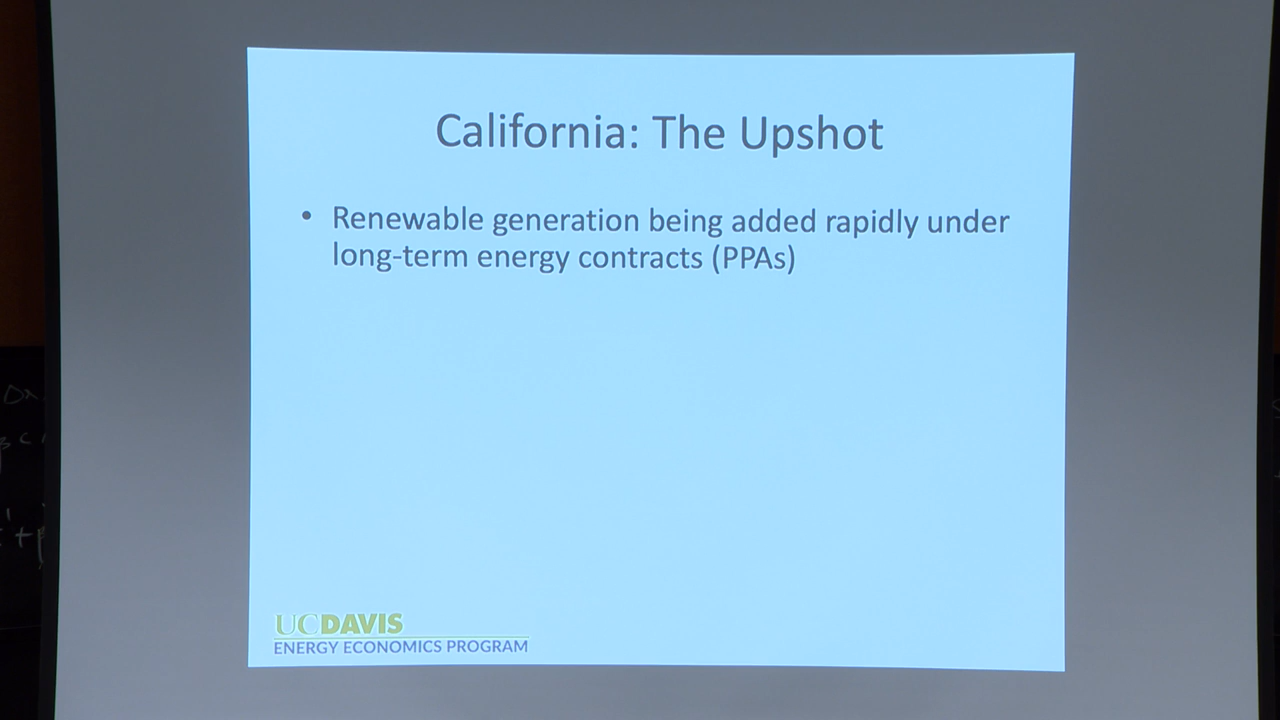 California: The Upshot
• Renewable generation being added rapidly under
long-term energy contracts (PPAs)
UCDAVIS
ENERGY ECONOMICS PROGRAM